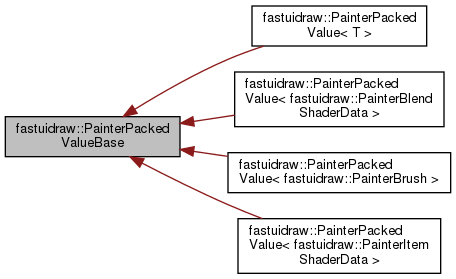 fastuidraw::PainterPacked
Value< T >
fastuidraw::PainterPacked
Value< fastuidraw::PainterBlend
ShaderData >
fastuidraw::PainterPacked
ValueBase
fastuidraw::PainterPacked
Value< fastuidraw::PainterBrush >
fastuidraw::PainterPacked
Value< fastuidraw::PainterItem
ShaderData >